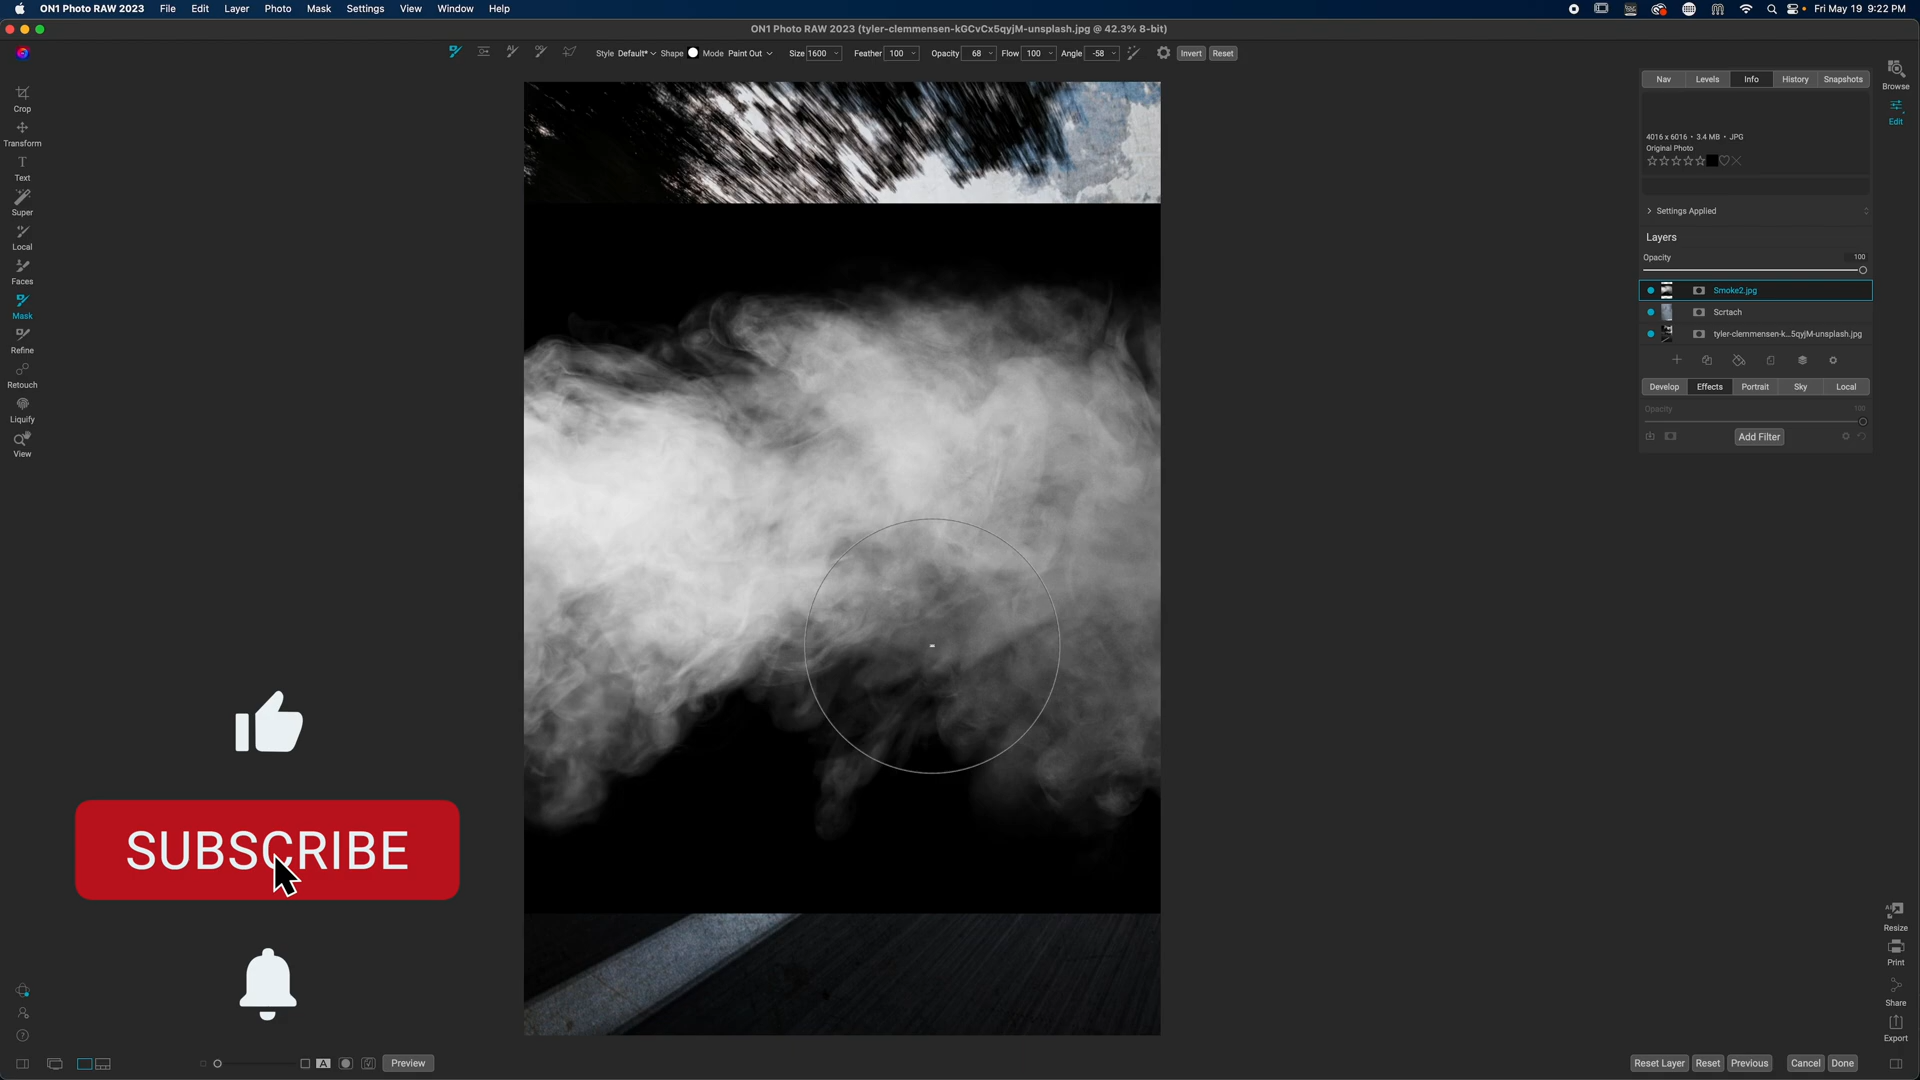 ON1 Photo RAW 2023 File Edit Layer Photo Mask Settings View Window Help Fri May 19 9:22 PM
ON1 Photo RAW 2023 (tyler-clemmensen-kGCvCx5qyjM-unsplash.jpg @ 42.3% 8-bit)
Style Default* Shape Mode Paint Out Size 1600 Feather 100 Opacity 68 Flow 100 Angle -58 Invert Reset
Crop
Transform
Text
Super
Local
Faces
Mask
Refine
Retouch
Liquify
View
Nav Levels Info History Snapshots
Browse
Edit
4016 x 6016 • 3.4 MB • JPG
Original Photo
> Settings Applied
Layers
Opacity 100
Smoke2.jpg
Scrtach
tyler-clemmensen-k...5qyjM-unsplash.jpg
Develop Effects Portrait Sky Local
Opacity 100
Add Filter
SUBSCRIBE
Resize
Print
Share
Export
A Preview
Reset Layer Reset Previous Cancel Done